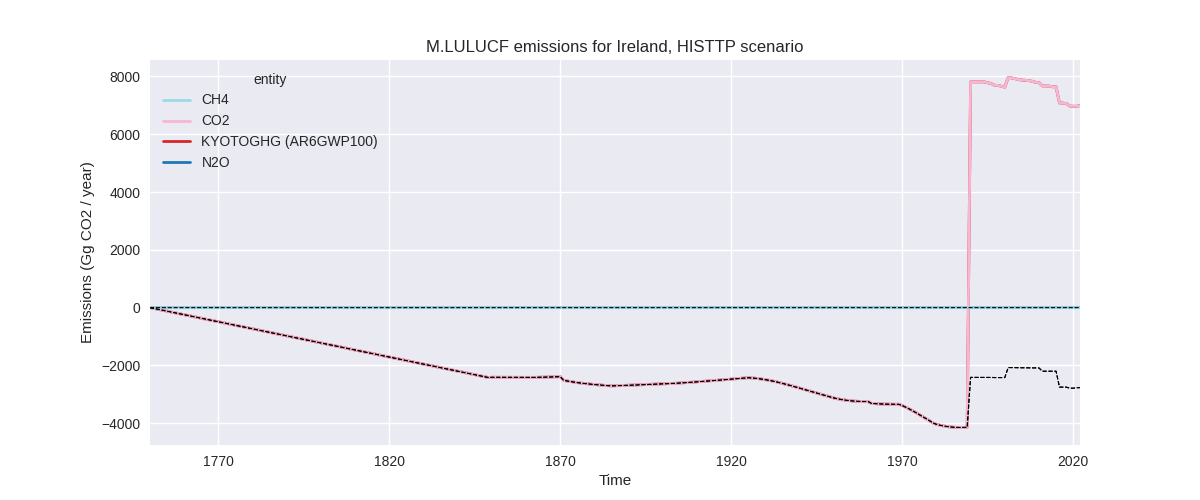 M.LULUCF emissions for Ireland, HISTTP scenario
entity
CH4
CO2
KYOTOGHG (AR6GWP100)
N2O
Emissions (Gg CO2 / year)
8000
6000
4000
2000
0
−2000
−4000
1770
1820
1870
1920
1970
2020
Time